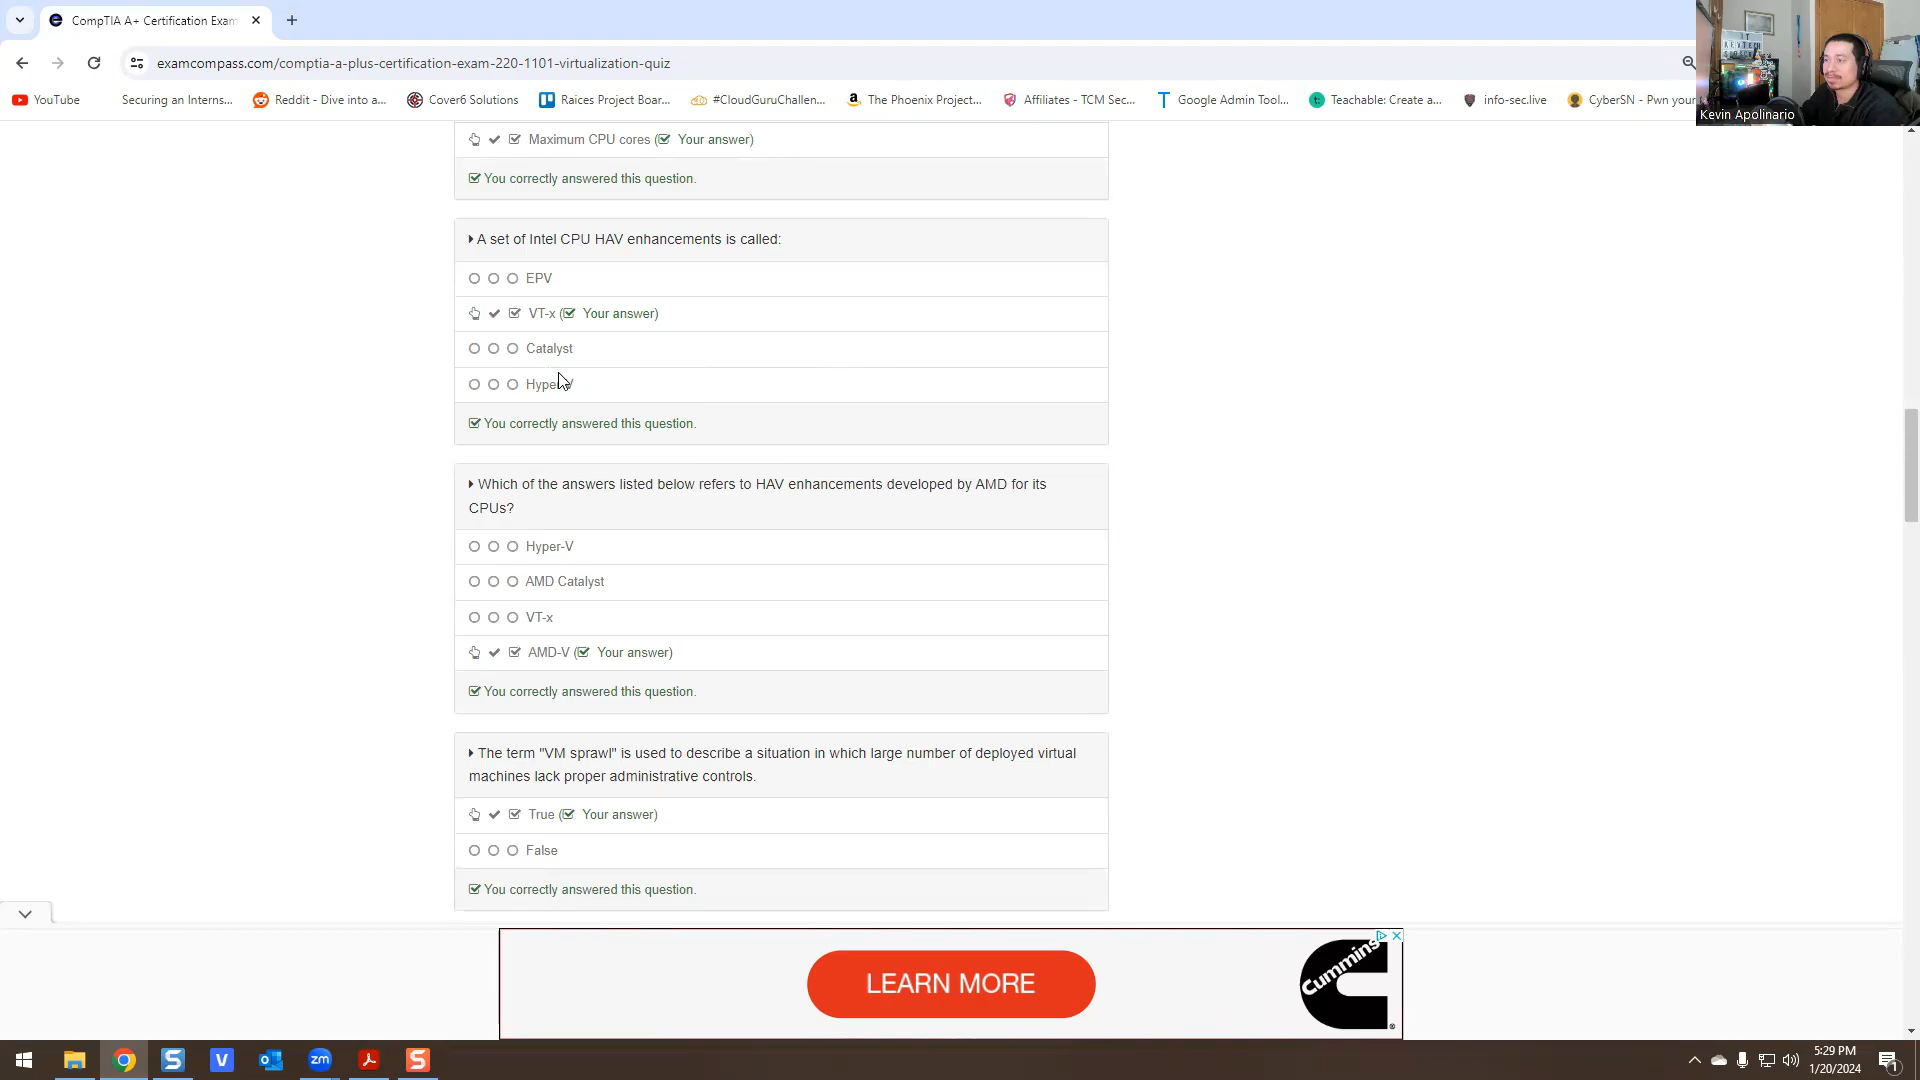 CompTIA A+ Certification Exam
examcompass.com/comptia-a-plus-certification-exam-220-1101-virtualization-quiz
YouTube
Securing an Interns...
Reddit - Dive into a...
Cover6 Solutions
Raices Project Boar...
#CloudGuruChallen...
The Phoenix Project...
Affiliates - TCM Sec...
Google Admin Tool...
Teachable: Create a...
info-sec.live
CyberSN - Pwn your
Kevin Apolinario
Maximum CPU cores ( Your answer)
You correctly answered this question.
A set of Intel CPU HAV enhancements is called:
EPV
VT-x ( Your answer)
Catalyst
Hyper-V
You correctly answered this question.
Which of the answers listed below refers to HAV enhancements developed by AMD for its
CPUs?
Hyper-V
AMD Catalyst
VT-x
AMD-V ( Your answer)
You correctly answered this question.
The term "VM sprawl" is used to describe a situation in which large number of deployed virtual
machines lack proper administrative controls.
True ( Your answer)
False
You correctly answered this question.
LEARN MORE
Cummins
zm
5:29 PM
1/20/2024
1